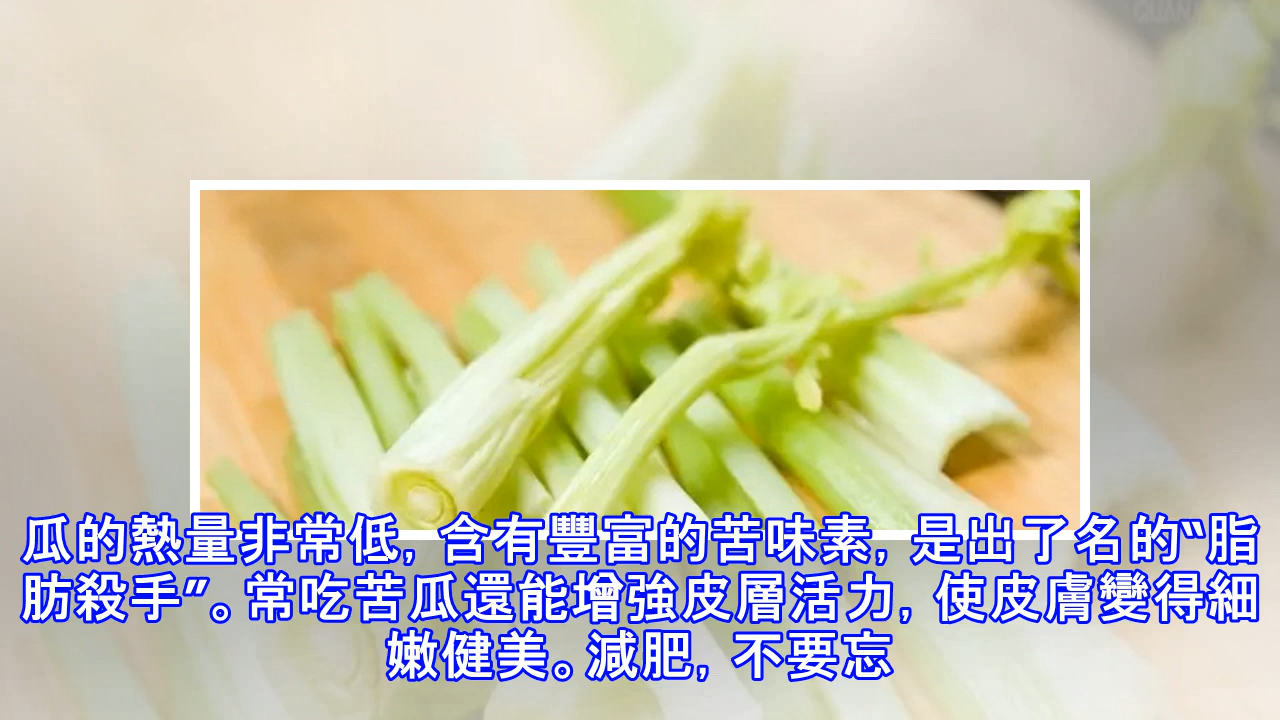 瓜的熱量非常低, 含有豐富的苦味素, 是出了名的“脂
肪殺手”。常吃苦瓜還能增強皮層活力, 使皮膚變得細
嫩健美。減肥, 不要忘